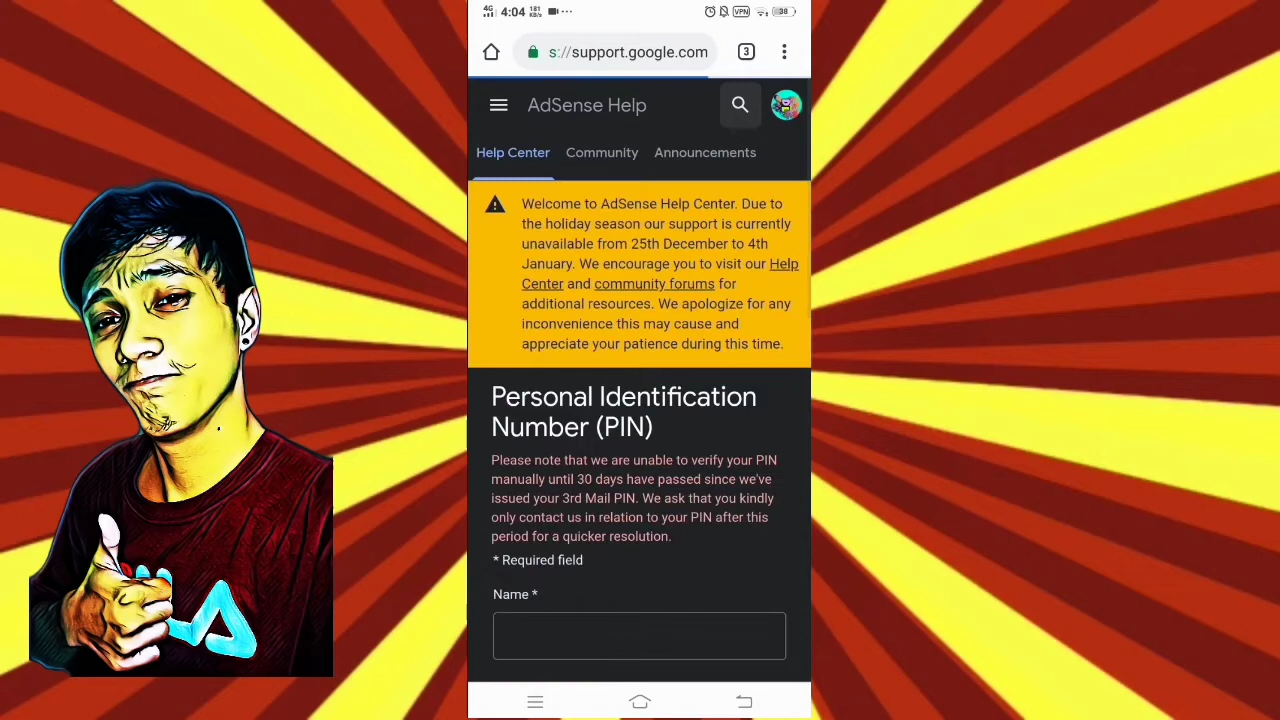 4G 4:04 181 KB/s
VPN 38
s://support.google.com 3
AdSense Help
Help Center Community Announcements
Welcome to AdSense Help Center. Due to
the holiday season our support is currently
unavailable from 25th December to 4th
January. We encourage you to visit our Help
Center and community forums for
additional resources. We apologize for any
inconvenience this may cause and
appreciate your patience during this time.
Personal Identification
Number (PIN)
Please note that we are unable to verify your PIN
manually until 30 days have passed since we've
issued your 3rd Mail PIN. We ask that you kindly
only contact us in relation to your PIN after this
period for a quicker resolution.
* Required field
Name *